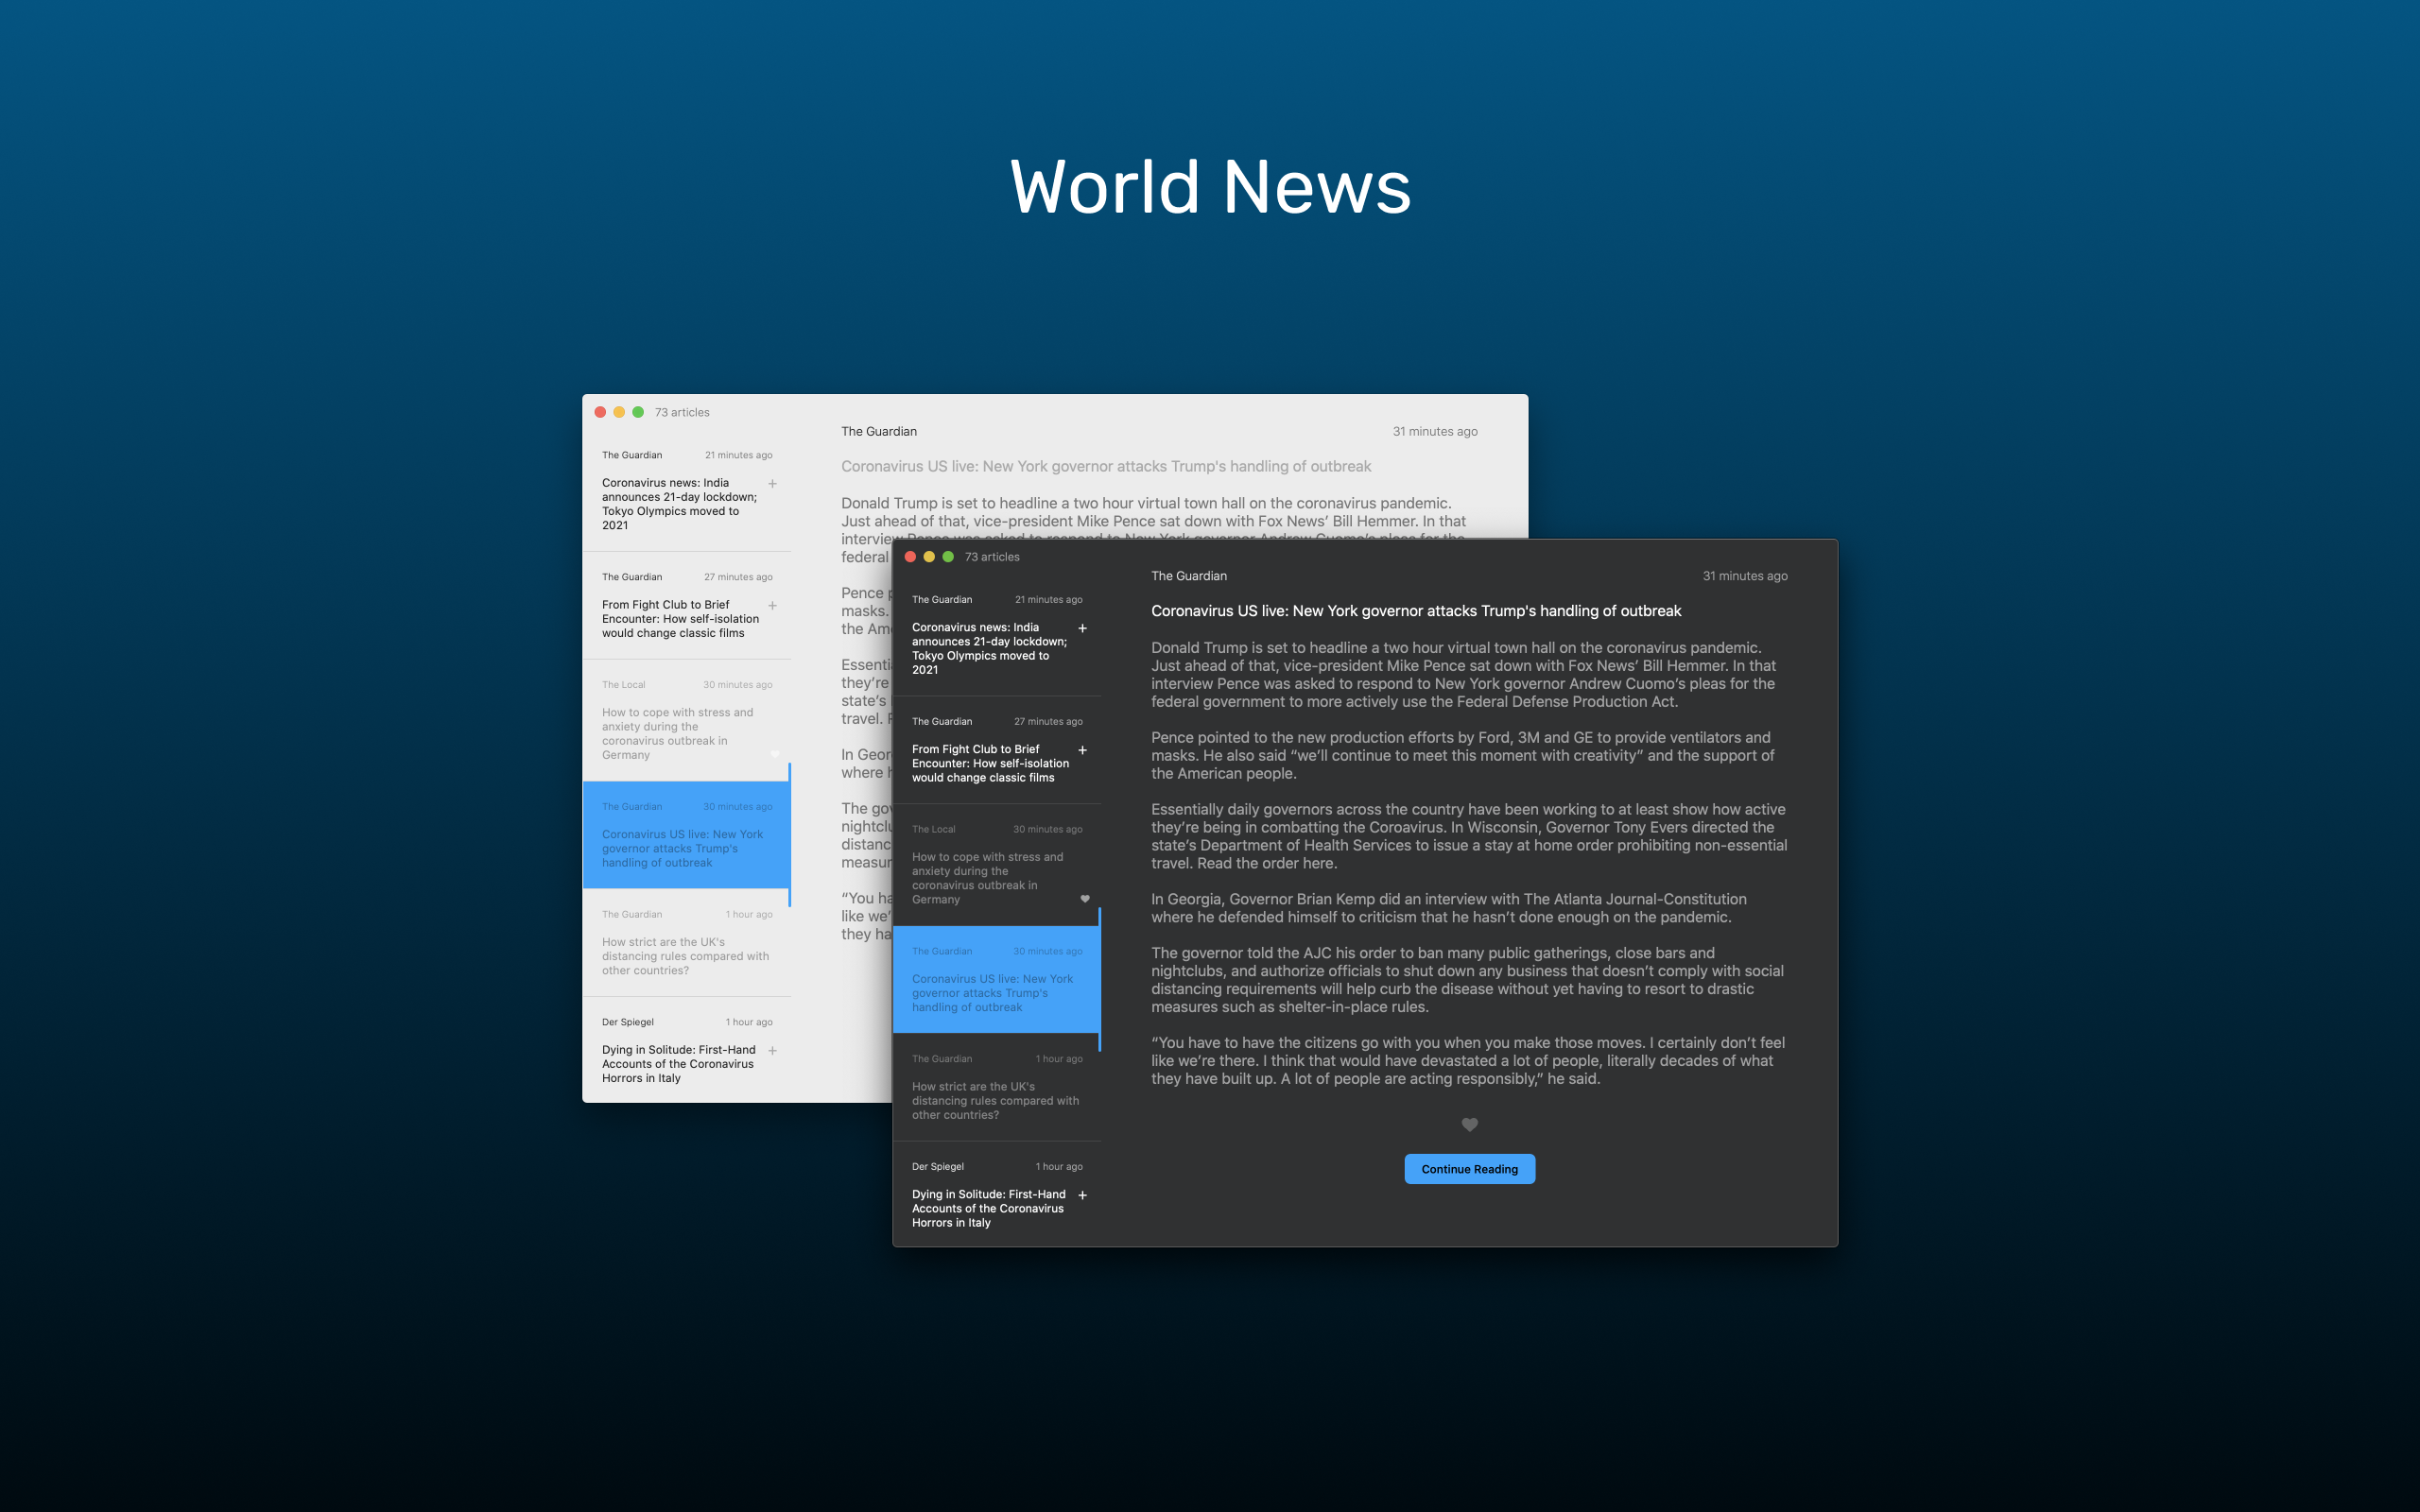 World News
73 articles
The Guardian 21 minutes ago
Coronavirus news: India
announces 21-day lockdown;
Tokyo Olympics moved to
2021
The Guardian 27 minutes ago
From Fight Club to Brief
Encounter: How self-isolation
would change classic films
The Local 30 minutes ago
How to cope with stress and
anxiety during the
coronavirus outbreak in
Germany
The Guardian 30 minutes ago
Coronavirus US live: New York
governor attacks Trump's
handling of outbreak
The Guardian 1 hour ago
How strict are the UK's
distancing rules compared with
other countries?
Der Spiegel 1 hour ago
Dying in Solitude: First-Hand
Accounts of the Coronavirus
Horrors in Italy
The Guardian 31 minutes ago
Coronavirus US live: New York governor attacks Trump's handling of outbreak
Donald Trump is set to headline a two hour virtual town hall on the coronavirus pandemic.
Just ahead of that, vice-president Mike Pence sat down with Fox News’ Bill Hemmer. In that
interview Pence was asked to respond to New York governor Andrew Cuomo’s pleas for the
federal
Pence
masks.
the
they’re
state’s
travel.
In
where
The
“You
like we’
they
73 articles
The Guardian 21 minutes ago
Coronavirus news: India
announces 21-day lockdown;
Tokyo Olympics moved to
2021
The Guardian 27 minutes ago
From Fight Club to Brief
Encounter: How self-isolation
would change classic films
The Local 30 minutes ago
How to cope with stress and
anxiety during the
coronavirus outbreak in
Germany
The Guardian 30 minutes ago
Coronavirus US live: New York
governor attacks Trump's
handling of outbreak
The Guardian 1 hour ago
How strict are the UK's
distancing rules compared with
other countries?
Der Spiegel 1 hour ago
Dying in Solitude: First-Hand
Accounts of the Coronavirus
Horrors in Italy
The Guardian 31 minutes ago
Coronavirus US live: New York governor attacks Trump's handling of outbreak
Donald Trump is set to headline a two hour virtual town hall on the coronavirus pandemic.
Just ahead of that, vice-president Mike Pence sat down with Fox News’ Bill Hemmer. In that
interview Pence was asked to respond to New York governor Andrew Cuomo’s pleas for the
federal government to more actively use the Federal Defense Production Act.
Pence pointed to the new production efforts by Ford, 3M and GE to provide ventilators and
masks. He also said “we’ll continue to meet this moment with creativity” and the support of
the American people.
Essentially daily governors across the country have been working to at least show how active
they’re being in combatting the Coroavirus. In Wisconsin, Governor Tony Evers directed the
state’s Department of Health Services to issue a stay at home order prohibiting non-essential
travel. Read the order here.
In Georgia, Governor Brian Kemp did an interview with The Atlanta Journal-Constitution
where he defended himself to criticism that he hasn’t done enough on the pandemic.
The governor told the AJC his order to ban many public gatherings, close bars and
nightclubs, and authorize officials to shut down any business that doesn’t comply with social
distancing requirements will help curb the disease without yet having to resort to drastic
measures such as shelter-in-place rules.
“You have to have the citizens go with you when you make those moves. I certainly don’t feel
like we’re there. I think that would have devastated a lot of people, literally decades of what
they have built up. A lot of people are acting responsibly,” he said.
Continue Reading